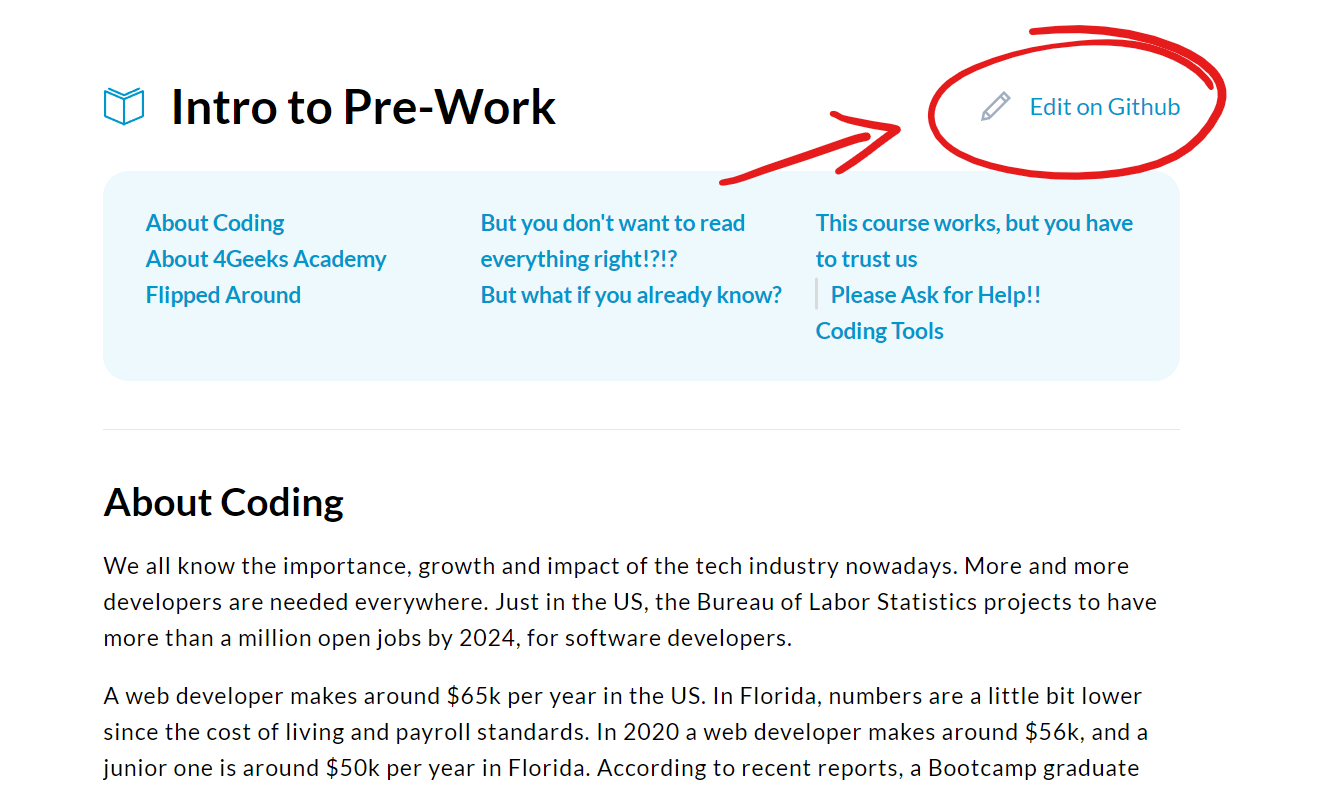 Intro to Pre-Work
Edit on Github
About Coding
About 4Geeks Academy
Flipped Around
But you don't want to read
everything right!?!?
But what if you already know?
This course works, but you have
to trust us
Please Ask for Help!!
Coding Tools
About Coding
We all know the importance, growth and impact of the tech industry nowadays. More and more
developers are needed everywhere. Just in the US, the Bureau of Labor Statistics projects to have
more than a million open jobs by 2024, for software developers.
A web developer makes around $65k per year in the US. In Florida, numbers are a little bit lower
since the cost of living and payroll standards. In 2020 a web developer makes around $56k, and a
junior one is around $50k per year in Florida. According to recent reports, a Bootcamp graduate